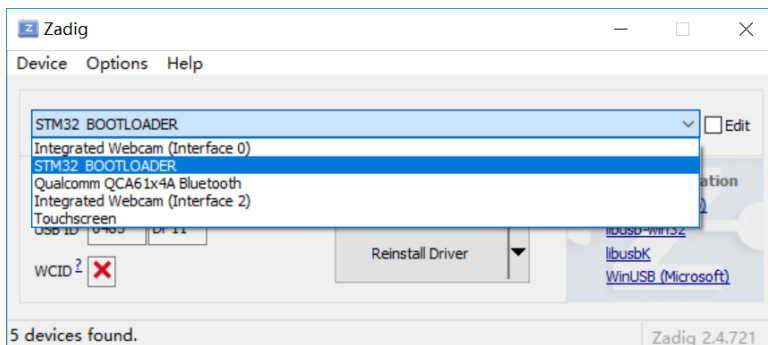 Zadig
Device Options Help
STM32 BOOTLOADER
Edit
Integrated Webcam (Interface 0)
STM32 BOOTLOADER
Qualcomm QCA61x4A Bluetooth
Integrated Webcam (Interface 2)
Touchscreen
USB ID 0483 DF11
libusb-win32
WCID ?
Reinstall Driver
libusbK
WinUSB (Microsoft)
5 devices found.
Zadig 2.4.721